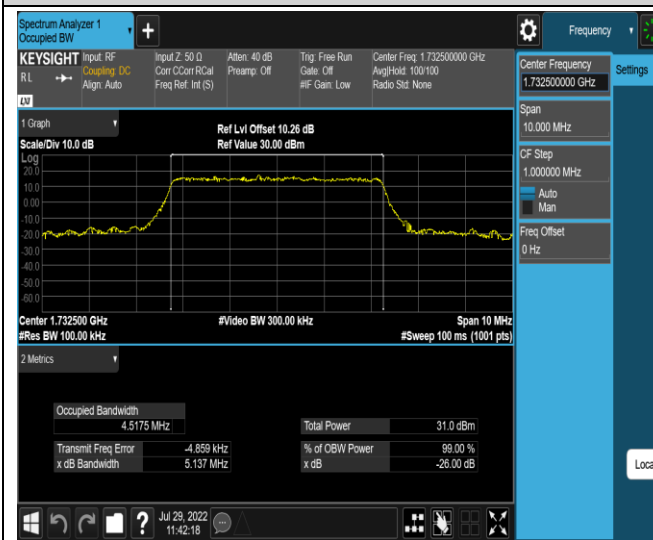 Spectrum Analyzer 1
Occupied BW
+
Frequency
KEYSIGHT
R L
LXI
Input: RF
Coupling: DC
Align: Auto
Input Z: 50 Ω
Corr CCorr RCal
Freq Ref: Int (S)
Atten: 40 dB
Preamp: Off
Trig: Free Run
Gate: Off
#IF Gain: Low
Center Freq: 1.732500000 GHz
Avg|Hold: 100/100
Radio Std: None
Center Frequency
1.732500000 GHz
Settings
Span
10.000 MHz
CF Step
1.000000 MHz
Auto
Man
Freq Offset
0 Hz
1 Graph
Scale/Div 10.0 dB
Ref Lvl Offset 10.26 dB
Ref Value 30.00 dBm
Log
20.0
10.0
0.00
-10.0
-20.0
-30.0
-40.0
-50.0
-60.0
Center 1.732500 GHz
#Res BW 100.00 kHz
#Video BW 300.00 kHz
Span 10 MHz
#Sweep 100 ms (1001 pts)
2 Metrics
Occupied Bandwidth
4.5175 MHz
Total Power 31.0 dBm
Transmit Freq Error -4.859 kHz
% of OBW Power 99.00 %
x dB Bandwidth 5.137 MHz
x dB -26.00 dB
Loca
?
Jul 29, 2022
11:42:18